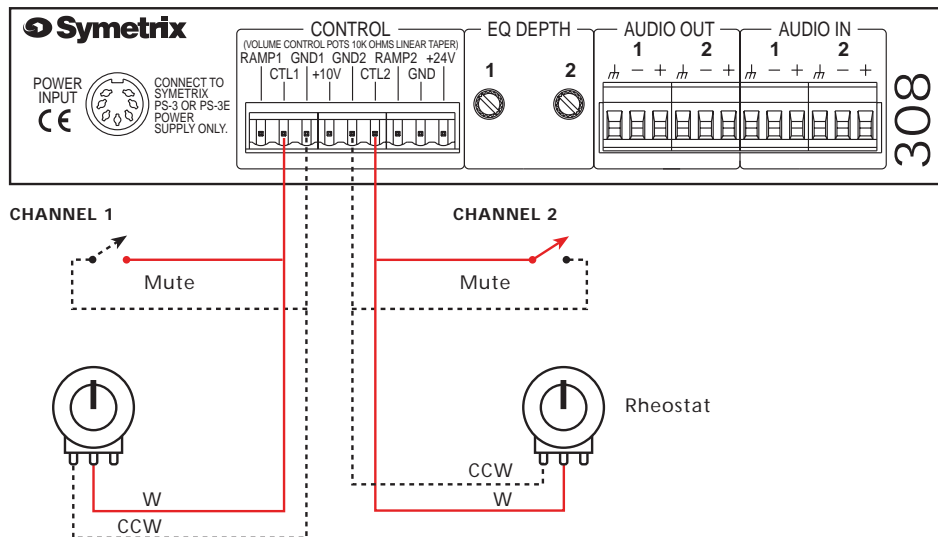 Symetrix
CONTROL
(VOLUME CONTROL POTS 10K OHMS LINEAR TAPER)
RAMP1 GND1 GND2 RAMP2 +24V
CTL1 +10V CTL2 GND
EQ DEPTH
1 2
AUDIO OUT
1 2
- + - +
AUDIO IN
1 2
- + - +
POWER
INPUT
CE
CONNECT TO
SYMETRIX
PS-3 OR PS-3E
POWER
SUPPLY ONLY.
308
CHANNEL 1
CHANNEL 2
Mute
Mute
Rheostat
CCW
W
W
CCW